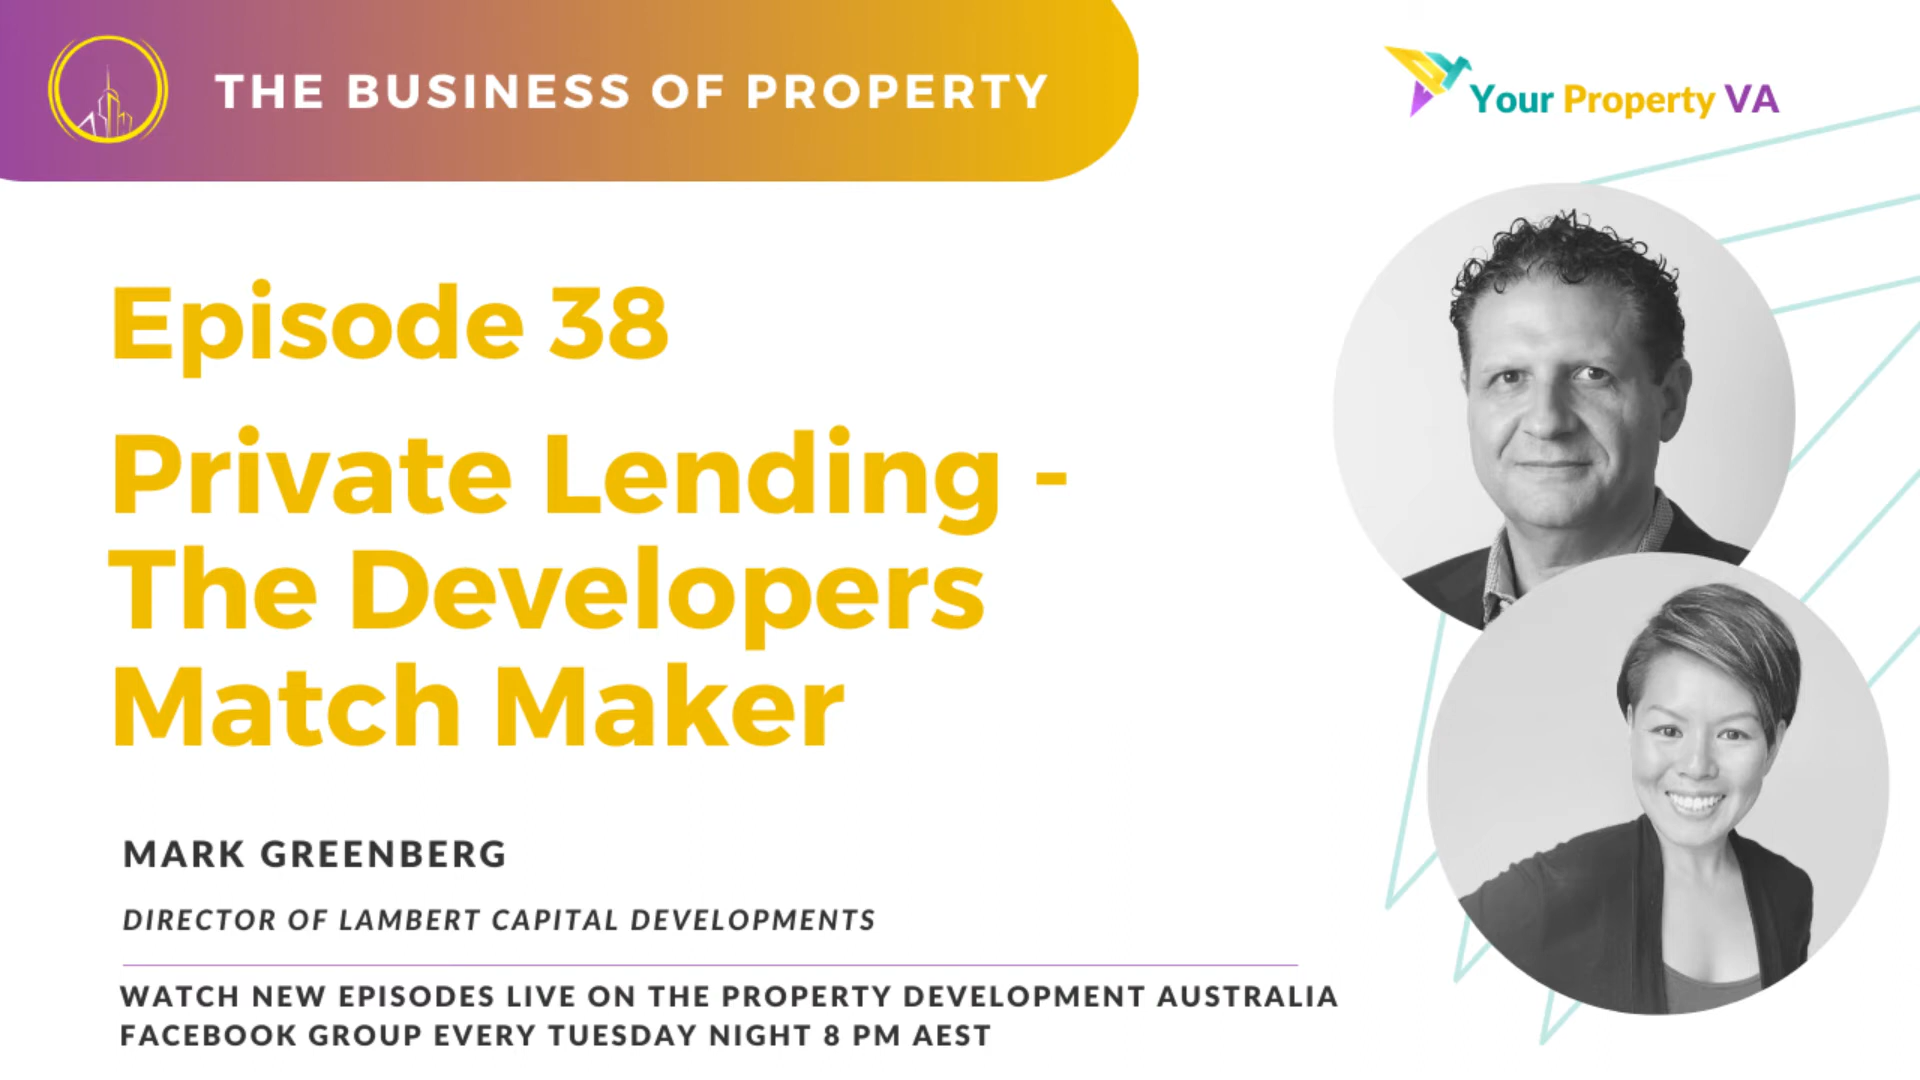 THE BUSINESS OF PROPERTY
Your Property VA
Episode 38
Private Lending -
The Developers
Match Maker
MARK GREENBERG
DIRECTOR OF LAMBERT CAPITAL DEVELOPMENTS
WATCH NEW EPISODES LIVE ON THE PROPERTY DEVELOPMENT AUSTRALIA
FACEBOOK GROUP EVERY TUESDAY NIGHT 8 PM AEST